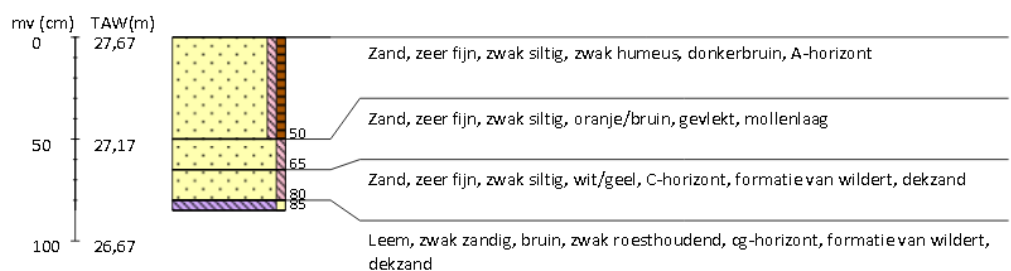 mv (cm) TAW(m)
0 27,67
Zand, zeer fijn, zwak siltig, zwak humeus, donkerbruin, A-horizont
50
Zand, zeer fijn, zwak siltig, oranje/bruin, gevlekt, mollenlaag
50 27,17
65
Zand, zeer fijn, zwak siltig, wit/geel, C-horizont, formatie van wildert, dekzand
80
85
100 26,67
Leem, zwak zandig, bruin, zwak roesthoudend, cg-horizont, formatie van wildert,
dekzand